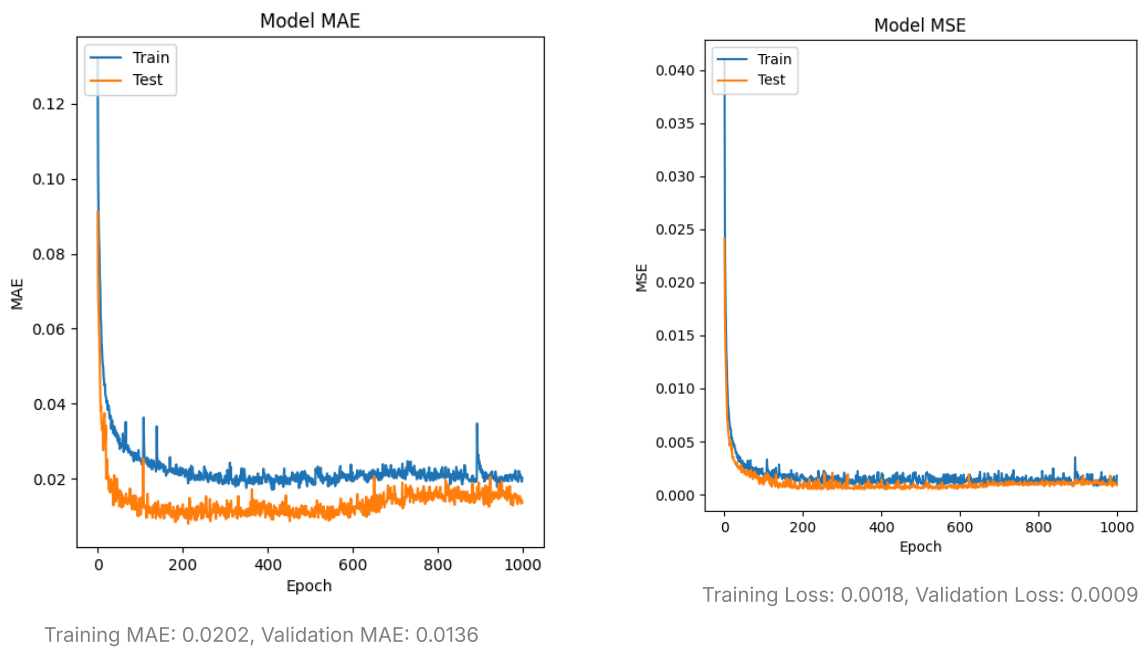 Model MAE
Train
Test
0.12
0.10
0.08
0.06
0.04
0.02
MAE
0
200
400
600
800
1000
Epoch
Training MAE: 0.0202, Validation MAE: 0.0136
Model MSE
Train
Test
0.040
0.035
0.030
0.025
0.020
0.015
0.010
0.005
0.000
MSE
0
200
400
600
800
1000
Epoch
Training Loss: 0.0018, Validation Loss: 0.0009